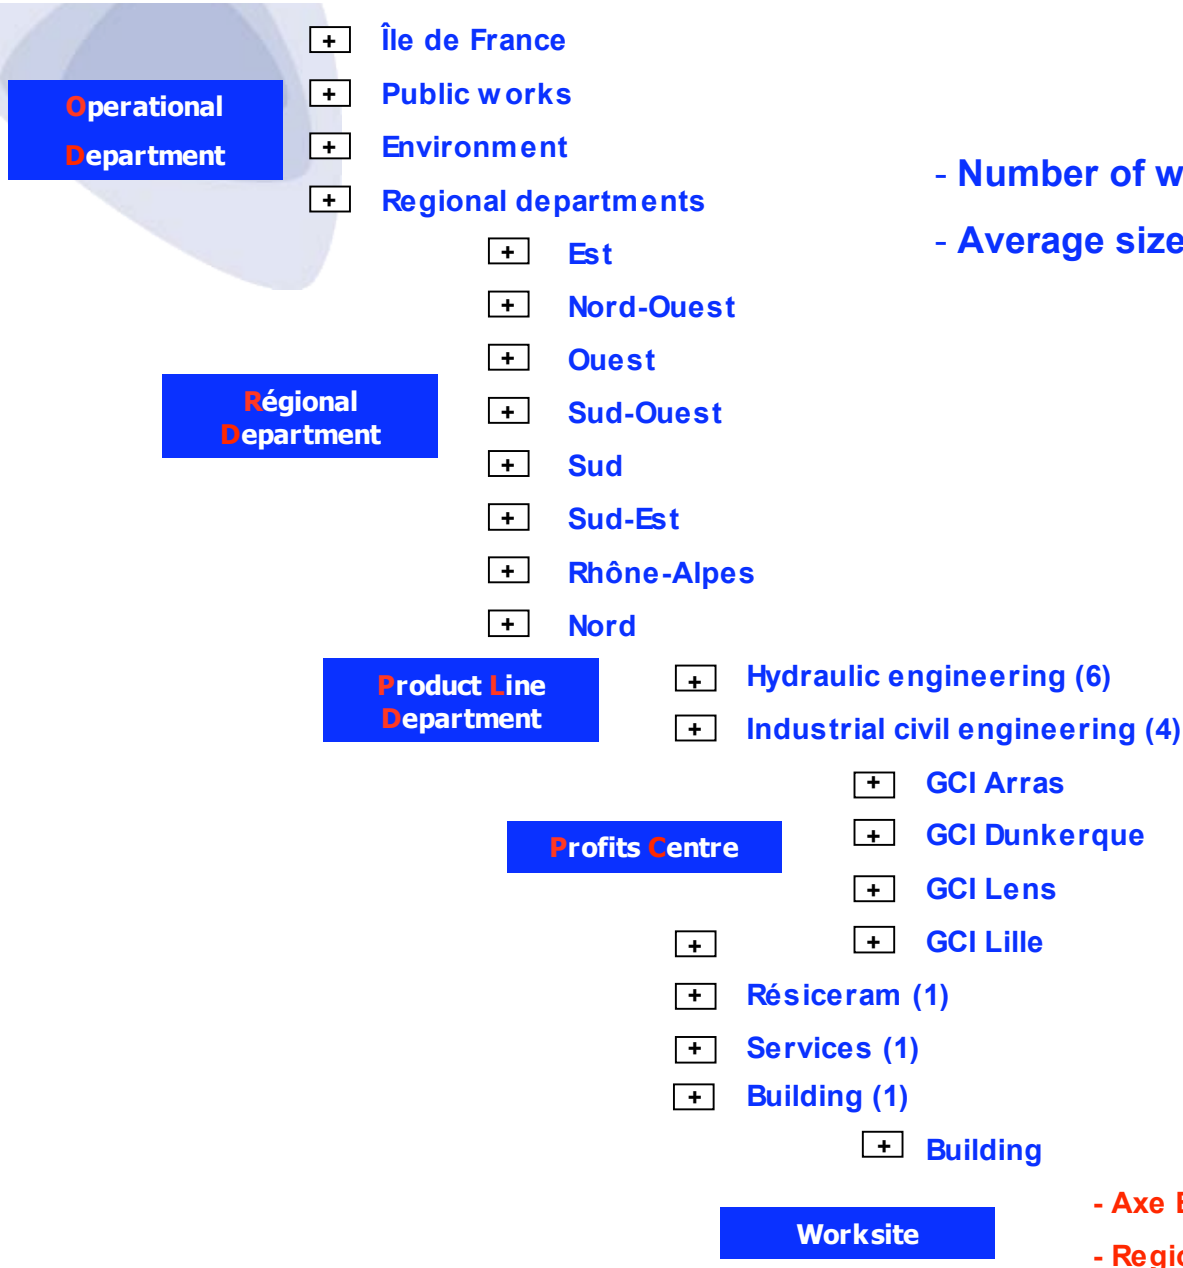 + Île de France
Operational
Department
+ Public works
+ Environment
+ Regional departments
- Number of w
- Average size
+ Est
+ Nord-Ouest
+ Ouest
Régional
Department
+ Sud-Ouest
+ Sud
+ Sud-Est
+ Rhône-Alpes
+ Nord
Product Line
Department
+ Hydraulic engineering (6)
+ Industrial civil engineering (4)
+ GCI Arras
Profits Centre
+ GCI Dunkerque
+ GCI Lens
+ + GCI Lille
+ Résiceram (1)
+ Services (1)
+ Building (1)
+ Building
Worksite
- Axe
- Regio